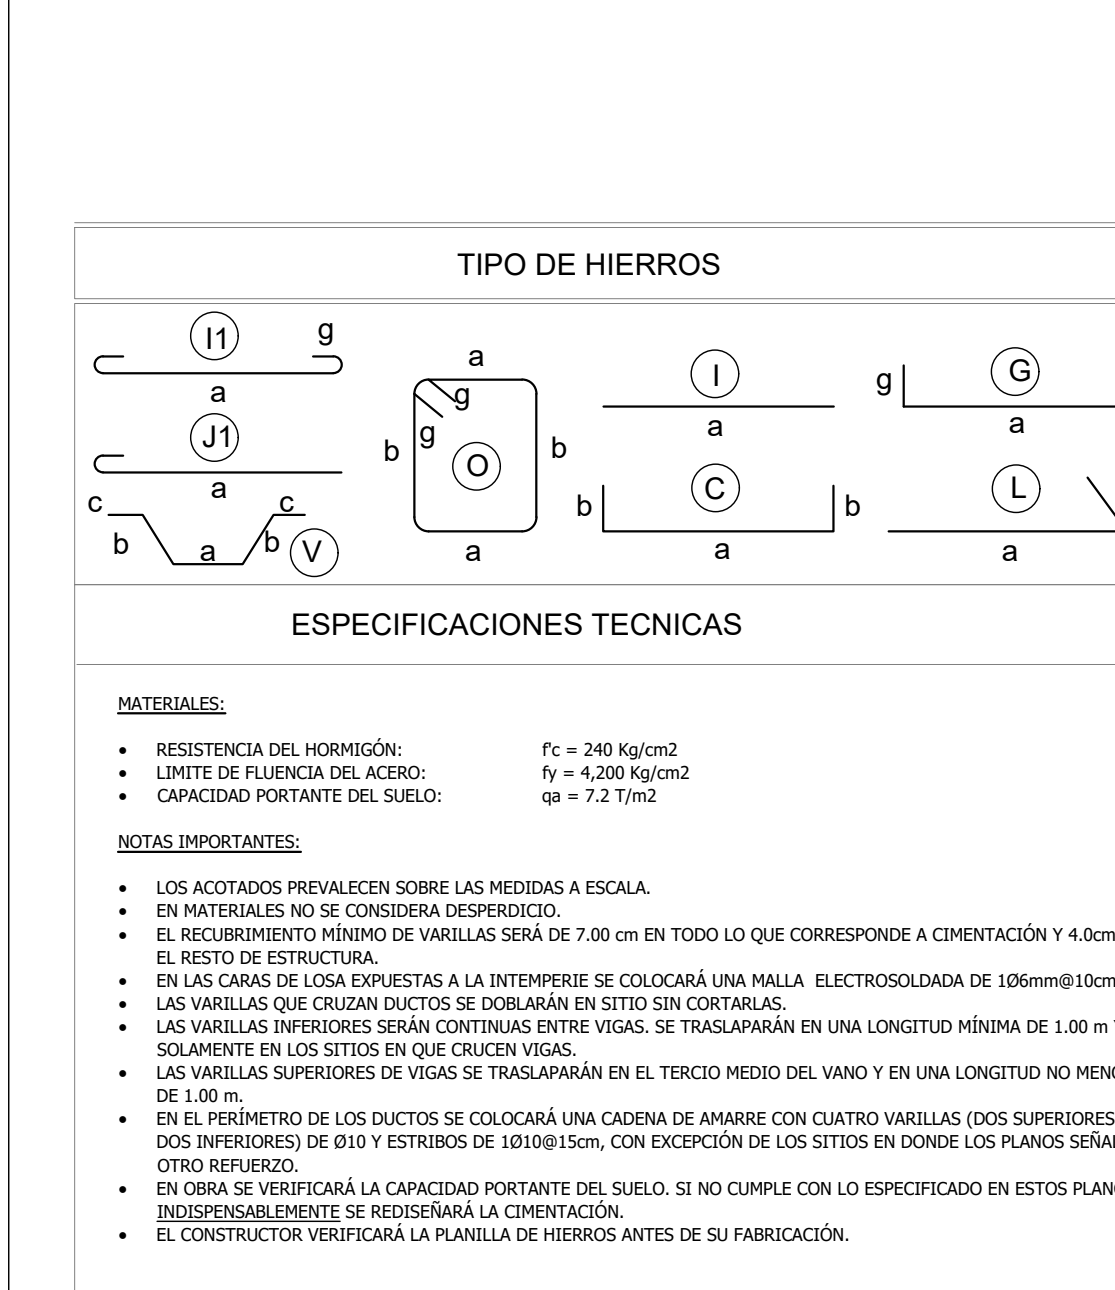 TIPO DE HIERROS
I1
g
a
J1
a
c
c
b
a
b
V
a
g
g
b
b
O
a
I
a
C
b
b
a
g
G
a
L
a
ESPECIFICACIONES TECNICAS
MATERIALES:
• RESISTENCIA DEL HORMIGÓN: f'c = 240 Kg/cm2
• LIMITE DE FLUENCIA DEL ACERO: fy = 4,200 Kg/cm2
• CAPACIDAD PORTANTE DEL SUELO: qa = 7.2 T/m2
NOTAS IMPORTANTES:
• LOS ACOTADOS PREVALECEN SOBRE LAS MEDIDAS A ESCALA.
• EN MATERIALES NO SE CONSIDERA DESPERDICIO.
• EL RECUBRIMIENTO MÍNIMO DE VARILLAS SERÁ DE 7.00 cm EN TODO LO QUE CORRESPONDE A CIMENTACIÓN Y 4.0cm
EL RESTO DE ESTRUCTURA.
• EN LAS CARAS DE LOSA EXPUESTAS A LA INTEMPERIE SE COLOCARÁ UNA MALLA ELECTROSOLDADA DE 1Ø6mm@10cm
• LAS VARILLAS QUE CRUZAN DUCTOS SE DOBLARÁN EN SITIO SIN CORTARLAS.
• LAS VARILLAS INFERIORES SERÁN CONTINUAS ENTRE VIGAS. SE TRASLAPARÁN EN UNA LONGITUD MÍNIMA DE 1.00 m
SOLAMENTE EN LOS SITIOS EN QUE CRUCEN VIGAS.
• LAS VARILLAS SUPERIORES DE VIGAS SE TRASLAPARÁN EN EL TERCIO MEDIO DEL VANO Y EN UNA LONGITUD NO
DE 1.00 m.
• EN EL PERÍMETRO DE LOS DUCTOS SE COLOCARÁ UNA CADENA DE AMARRE CON CUATRO VARILLAS (DOS SUPERIORES
DOS INFERIORES) DE Ø10 Y ESTRIBOS DE 1Ø10@15cm, CON EXCEPCIÓN DE LOS SITIOS EN DONDE LOS PLANOS
OTRO REFUERZO.
• EN OBRA SE VERIFICARÁ LA CAPACIDAD PORTANTE DEL SUELO. SI NO CUMPLE CON LO ESPECIFICADO EN ESTOS
INDISPENSABLEMENTE SE REDISEÑARÁ LA CIMENTACIÓN.
• EL CONSTRUCTOR VERIFICARÁ LA PLANILLA DE HIERROS ANTES DE SU FABRICACIÓN.